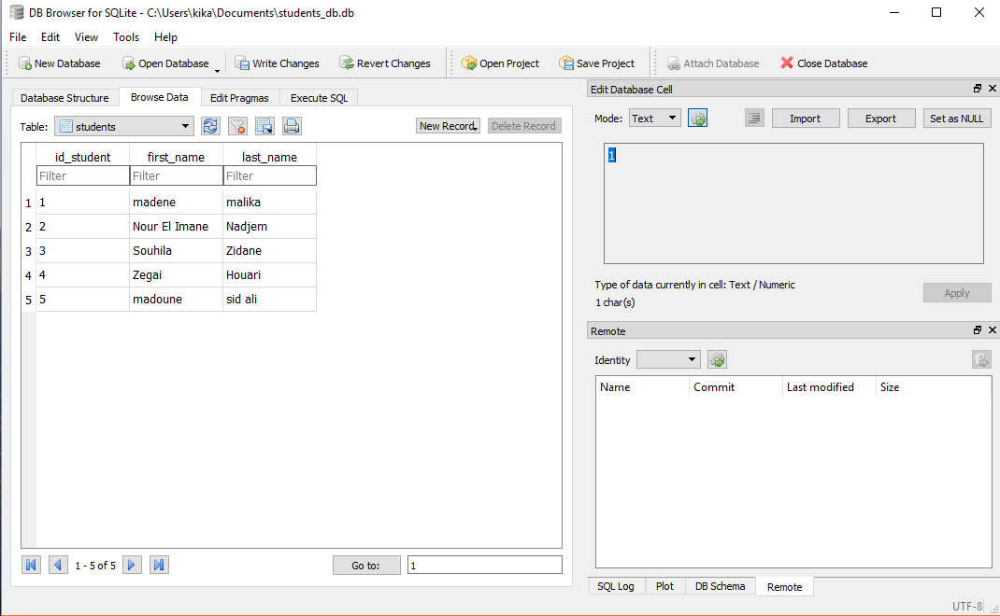 DB Browser for SQLite - C:\Users\kika\Documents\students_db.db
File Edit View Tools Help
New Database Open Database Write Changes Revert Changes Open Project Save Project Attach Database Close Database
Database Structure Browse Data Edit Pragmas Execute SQL
Table: students New Record Delete Record
id_student first_name last_name
Filter Filter Filter
1 1 madene malika
2 2 Nour El Imane Nadjem
3 3 Souhila Zidane
4 4 Zegai Houari
5 5 madoune sid ali
1 - 5 of 5 Go to: 1
Edit Database Cell
Mode: Text Import Export Set as NULL
1
Type of data currently in cell: Text / Numeric
1 char(s)
Apply
Remote
Identity
Name Commit Last modified Size
SQL Log Plot DB Schema Remote
UTF-8